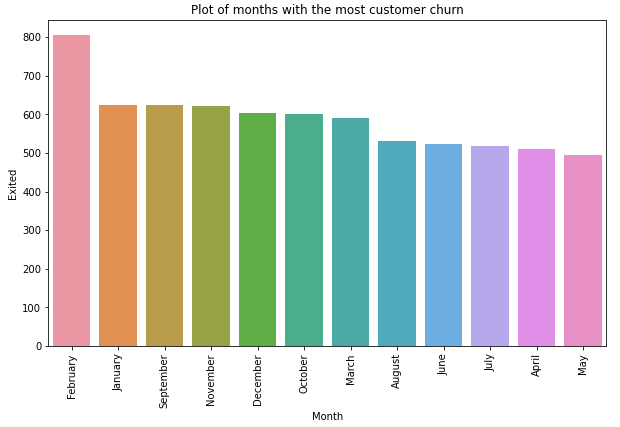 Plot of months with the most customer churn
Exited
800
700
600
500
400
300
200
100
0
February
January
September
November
December
October
March
August
June
July
April
May
Month